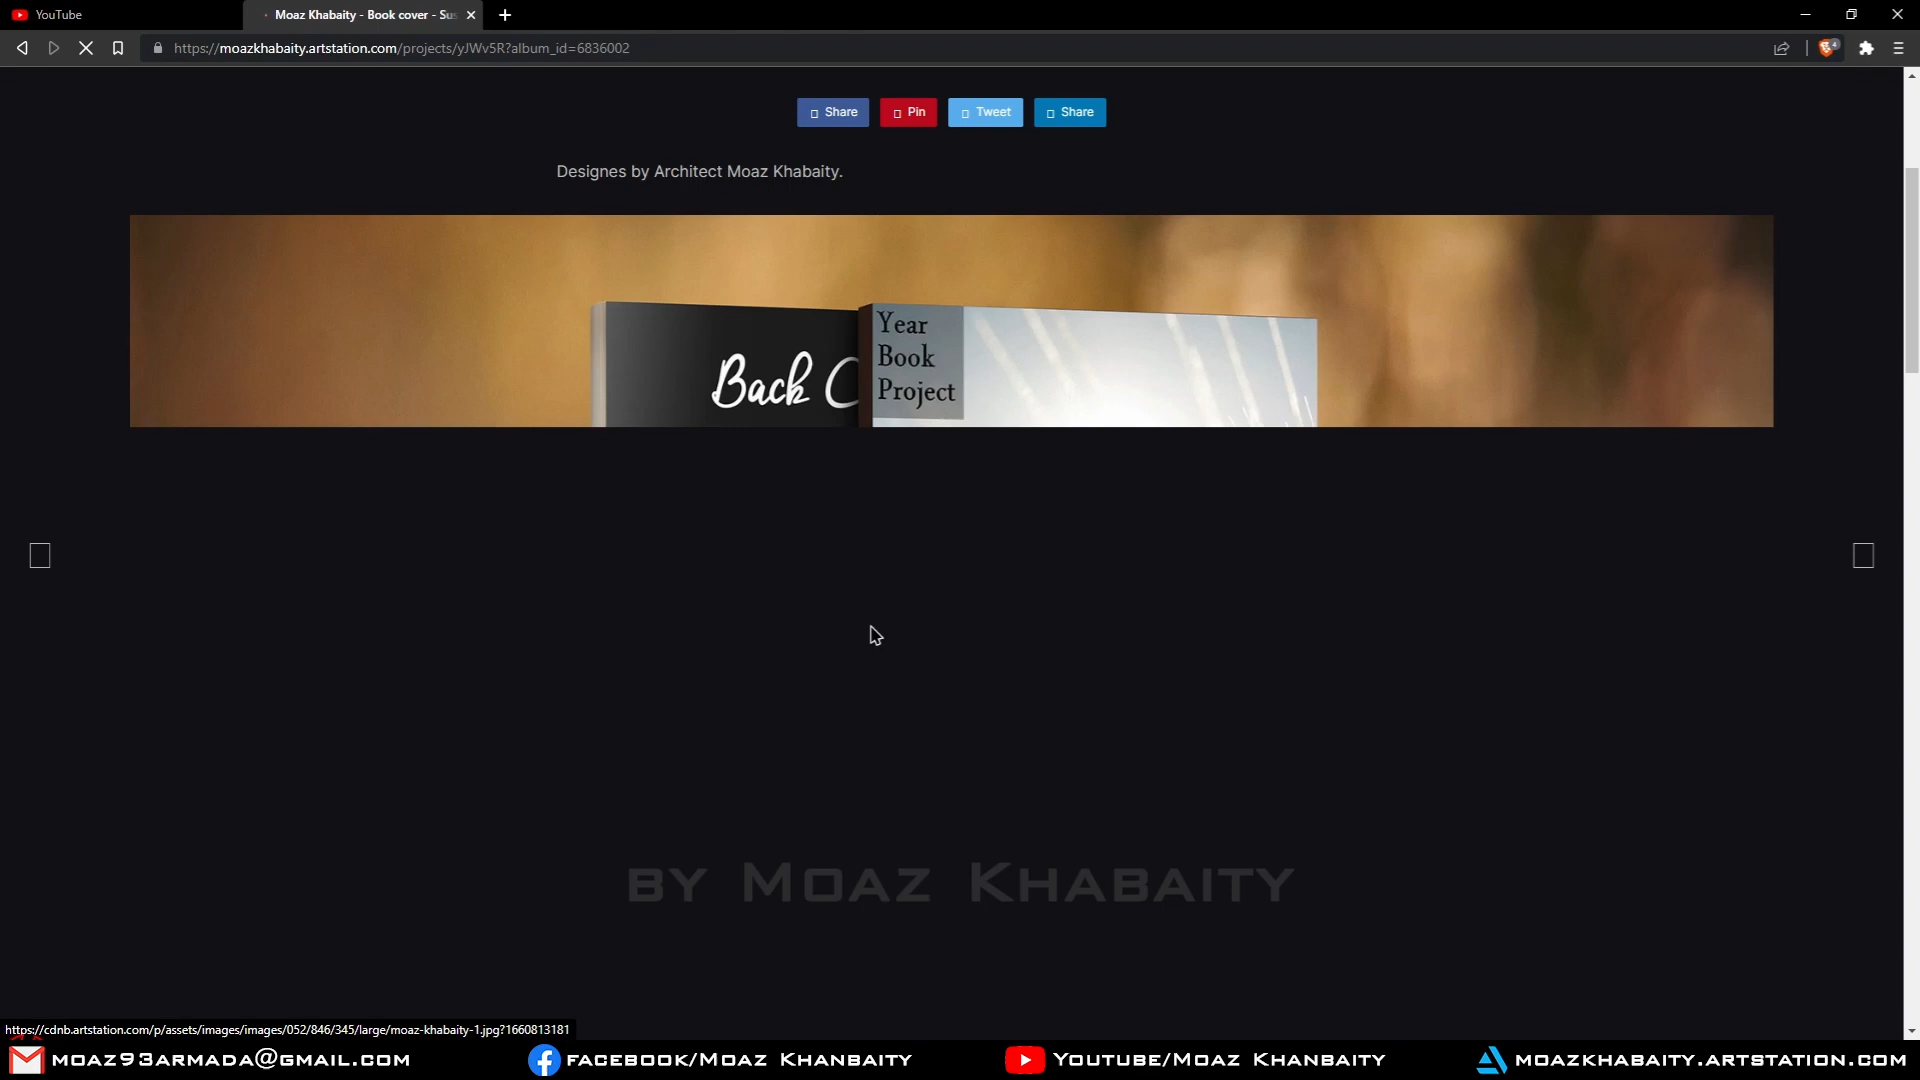 YouTube
Moaz Khabaity - Book cover - Sus
https://moazkhabaity.artstation.com/projects/yJWv5R?album_id=6836002
4
Share
Pin
Tweet
Share
Designes by Architect Moaz Khabaity.
Back C
Year
Book
Project
by Moaz Khabaity
https://cdnb.artstation.com/p/assets/images/images/052/846/345/large/moaz-khabaity-1.jpg?1660813181
moaz93armada@gmail.com
facebook/Moaz Khanbaity
Youtube/Moaz Khanbaity
moazkhabaity.artstation.com